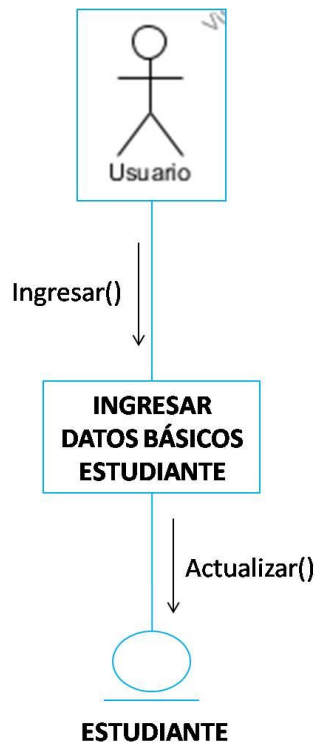 Usuario
Ingresar()
INGRESAR
DATOS BÁSICOS
ESTUDIANTE
Actualizar()
ESTUDIANTE